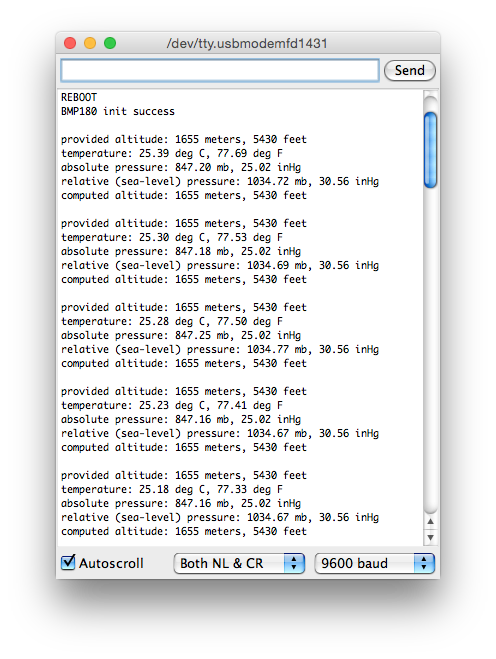 /dev/tty.usbmodemfd1431
Send
REBOOT
BMP180 init success
provided altitude: 1655 meters, 5430 feet
temperature: 25.39 deg C, 77.69 deg F
absolute pressure: 847.20 mb, 25.02 inHg
relative (sea-level) pressure: 1034.72 mb, 30.56 inHg
computed altitude: 1655 meters, 5430 feet
provided altitude: 1655 meters, 5430 feet
temperature: 25.30 deg C, 77.53 deg F
absolute pressure: 847.18 mb, 25.02 inHg
relative (sea-level) pressure: 1034.69 mb, 30.56 inHg
computed altitude: 1655 meters, 5430 feet
provided altitude: 1655 meters, 5430 feet
temperature: 25.28 deg C, 77.50 deg F
absolute pressure: 847.25 mb, 25.02 inHg
relative (sea-level) pressure: 1034.77 mb, 30.56 inHg
computed altitude: 1655 meters, 5430 feet
provided altitude: 1655 meters, 5430 feet
temperature: 25.23 deg C, 77.41 deg F
absolute pressure: 847.16 mb, 25.02 inHg
relative (sea-level) pressure: 1034.67 mb, 30.56 inHg
computed altitude: 1655 meters, 5430 feet
provided altitude: 1655 meters, 5430 feet
temperature: 25.18 deg C, 77.33 deg F
absolute pressure: 847.16 mb, 25.02 inHg
relative (sea-level) pressure: 1034.67 mb, 30.56 inHg
computed altitude: 1655 meters, 5430 feet
Autoscroll Both NL & CR 9600 baud